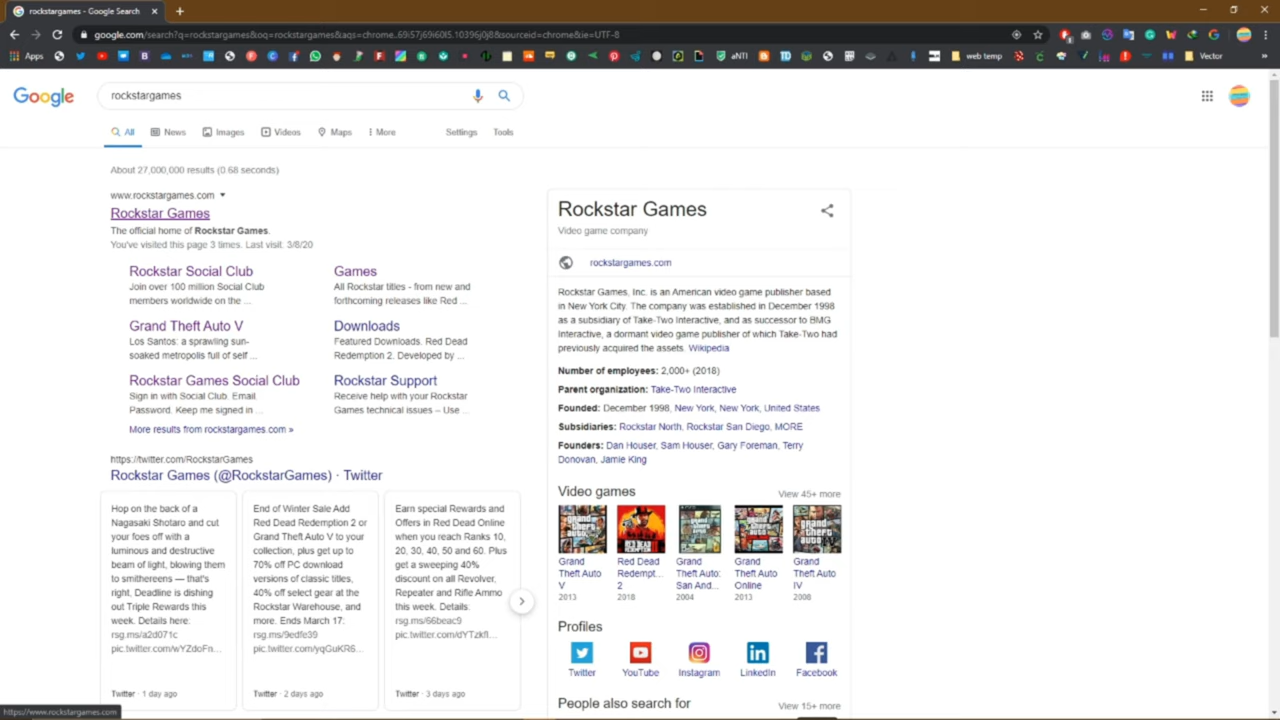 rockstargames - Google Search
google.com/search?q=rockstargames&oq=rockstargames&aqs=chrome..69i57j69i60l5.10396j0j8&sourceid=chrome&ie=UTF-8
Apps
aNTI
web temp
Vector
Google
rockstargames
All
News
Images
Videos
Maps
More
Settings
Tools
About 27,000,000 results (0.68 seconds)
www.rockstargames.com
Rockstar Games
The official home of Rockstar Games.
You've visited this page 3 times. Last visit: 3/8/20
Rockstar Social Club
Join over 100 million Social Club
members worldwide on the ...
Games
All Rockstar titles - from new and
forthcoming releases like Red ...
Grand Theft Auto V
Los Santos: a sprawling sun-
soaked metropolis full of self ...
Downloads
Featured Downloads. Red Dead
Redemption 2. Developed by ...
Rockstar Games Social Club
Sign in with Social Club. Email.
Password. Keep me signed in ...
Rockstar Support
Receive help with your Rockstar
Games technical issues – Use ...
More results from rockstargames.com »
https://twitter.com/RockstarGames
Rockstar Games (@RockstarGames) · Twitter
Hop on the back of a
Nagasaki Shotaro and cut
your foes off with a
luminous and destructive
beam of light, blowing them
to smithereens — that's
right, Deadline is dishing
out Triple Rewards this
week. Details here:
rsg.ms/a2d071c
pic.twitter.com/wYZdoFn...
Twitter · 1 day ago
End of Winter Sale Add
Red Dead Redemption 2 or
Grand Theft Auto V to your
collection, plus get up to
70% off PC download
versions of classic titles,
40% off select gear at the
Rockstar Warehouse, and
more. Ends March 17:
rsg.ms/9edfe39
pic.twitter.com/yqGuKR6...
Twitter · 2 days ago
Earn special Rewards and
Offers in Red Dead Online
when you reach Ranks 10,
20, 30, 40, 50 and 60. Plus
get a sweeping 40%
discount on all Revolver,
Repeater and Rifle Ammo
this week. Details:
rsg.ms/66beac9
pic.twitter.com/dYTzkfl...
Twitter · 3 days ago
Rockstar Games
Video game company
rockstargames.com
Rockstar Games, Inc. is an American video game publisher based
in New York City. The company was established in December 1998
as a subsidiary of Take-Two Interactive, and as successor to BMG
Interactive, a dormant video game publisher of which Take-Two had
previously acquired the assets. Wikipedia
Number of employees: 2,000+ (2018)
Parent organization: Take-Two Interactive
Founded: December 1998, New York, New York, United States
Subsidiaries: Rockstar North, Rockstar San Diego, MORE
Founders: Dan Houser, Sam Houser, Gary Foreman, Terry
Donovan, Jamie King
Video games
View 45+ more
Grand
Theft Auto
V
2013
Red Dead
Redempt...
2
2018
Grand
Theft Auto:
San And...
2004
Grand
Theft Auto
Online
2013
Grand
Theft Auto
IV
2008
Profiles
Twitter
YouTube
Instagram
LinkedIn
Facebook
People also search for
View 15+ more
https://www.rockstargames.com